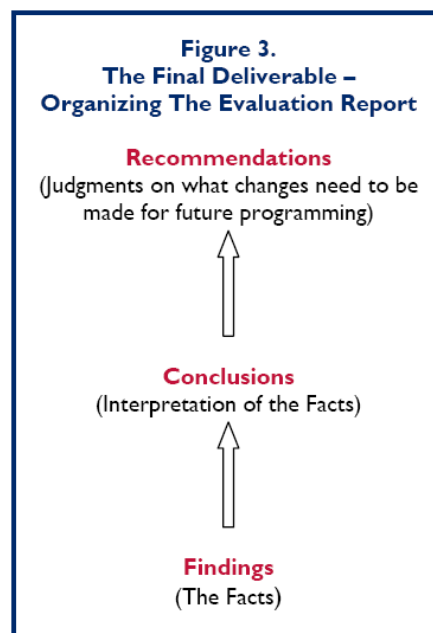 Figure 3.
The Final Deliverable –
Organizing The Evaluation Report
Recommendations
(Judgments on what changes need to be
made for future programming)
Conclusions
(Interpretation of the Facts)
Findings
(The Facts)